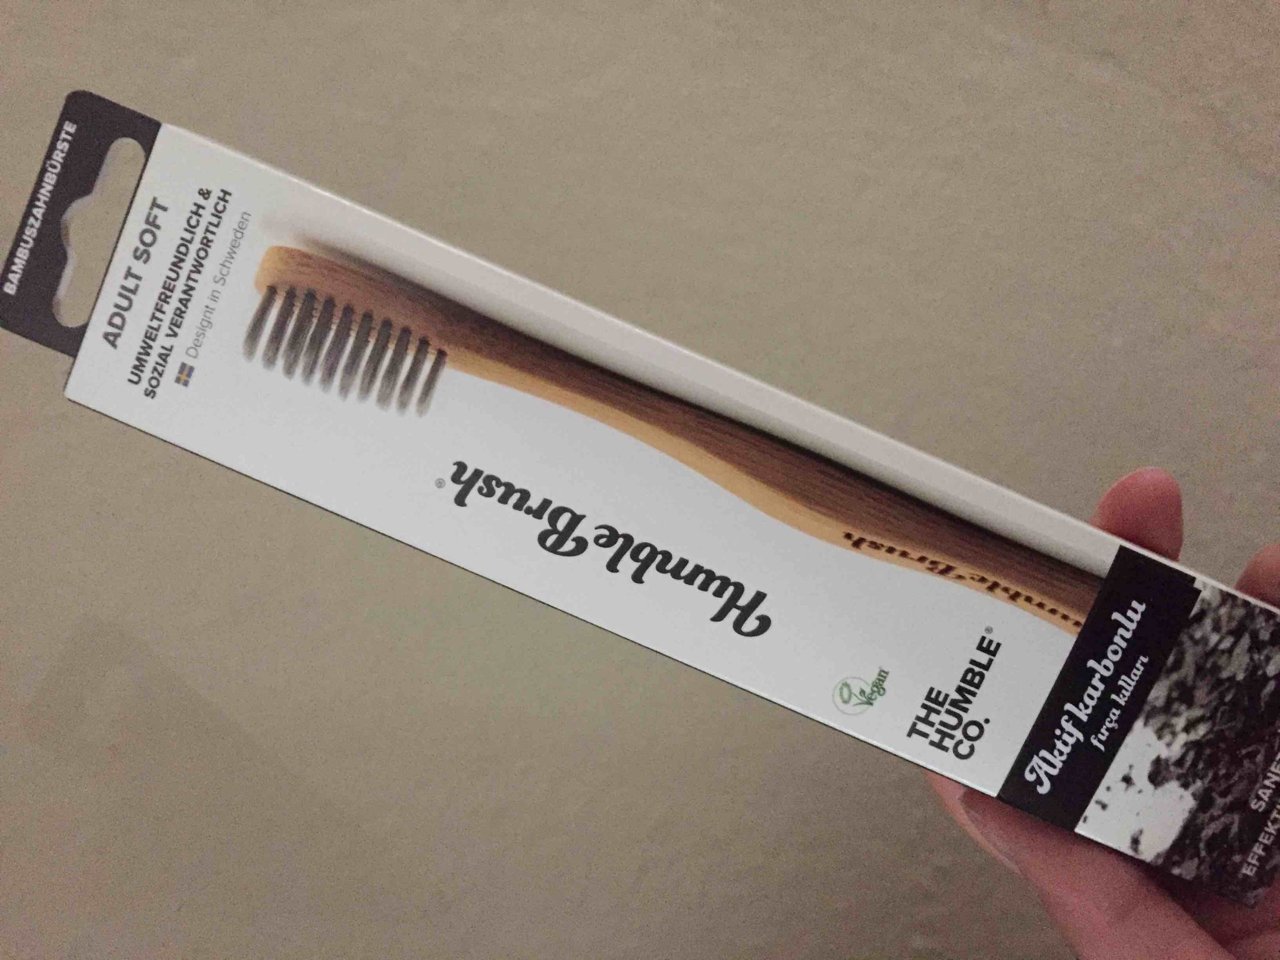 BAMBUSZAHNBÜRSTE
ADULT SOFT
UMWELTFREUNDLICH &
SOZIAL VERANTWORTLICH
Designt in Schweden
Humble Brush®
Humble Brush
Vegan
THE
HUMBLE
CO.®
Aktif karbonlu
fırça kılları